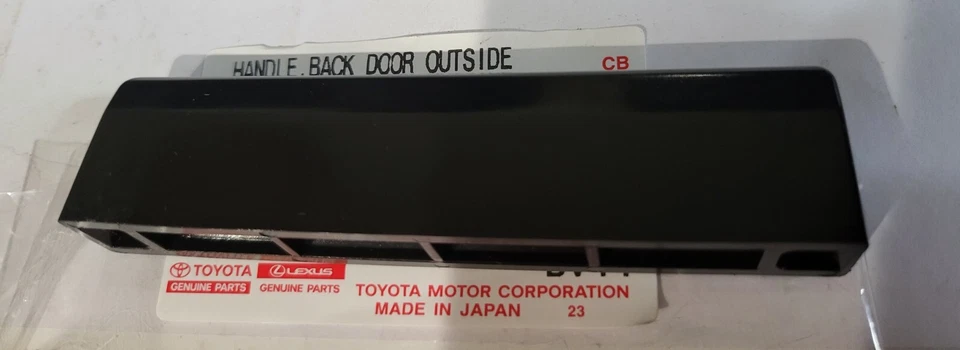 HANDLE, BACK DOOR OUTSIDE CB
TOYOTA LEXUS
GENUINE PARTS GENUINE PARTS
TOYOTA MOTOR CORPORATION
MADE IN JAPAN 23